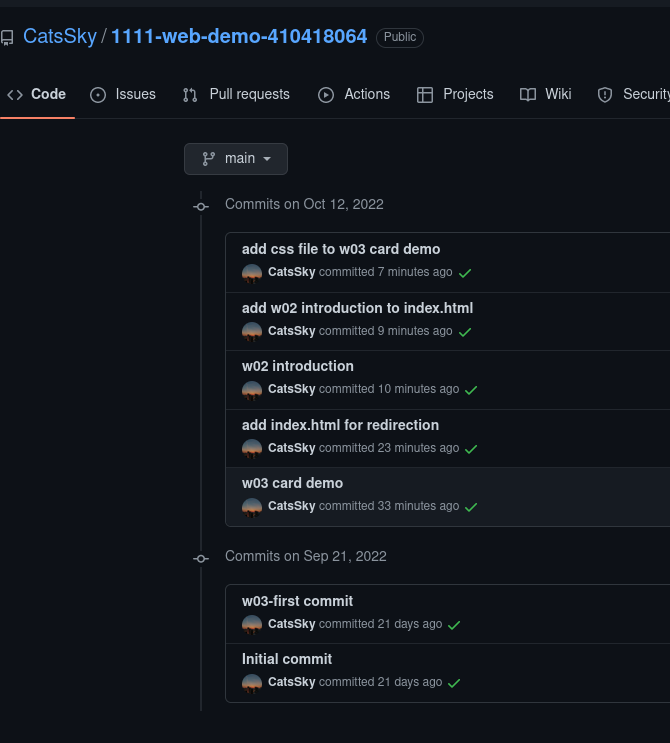 CatsSky / 1111-web-demo-410418064 Public
Code Issues Pull requests Actions Projects Wiki Security
main
Commits on Oct 12, 2022
add css file to w03 card demo
CatsSky committed 7 minutes ago
add w02 introduction to index.html
CatsSky committed 9 minutes ago
w02 introduction
CatsSky committed 10 minutes ago
add index.html for redirection
CatsSky committed 23 minutes ago
w03 card demo
CatsSky committed 33 minutes ago
Commits on Sep 21, 2022
w03-first commit
CatsSky committed 21 days ago
Initial commit
CatsSky committed 21 days ago